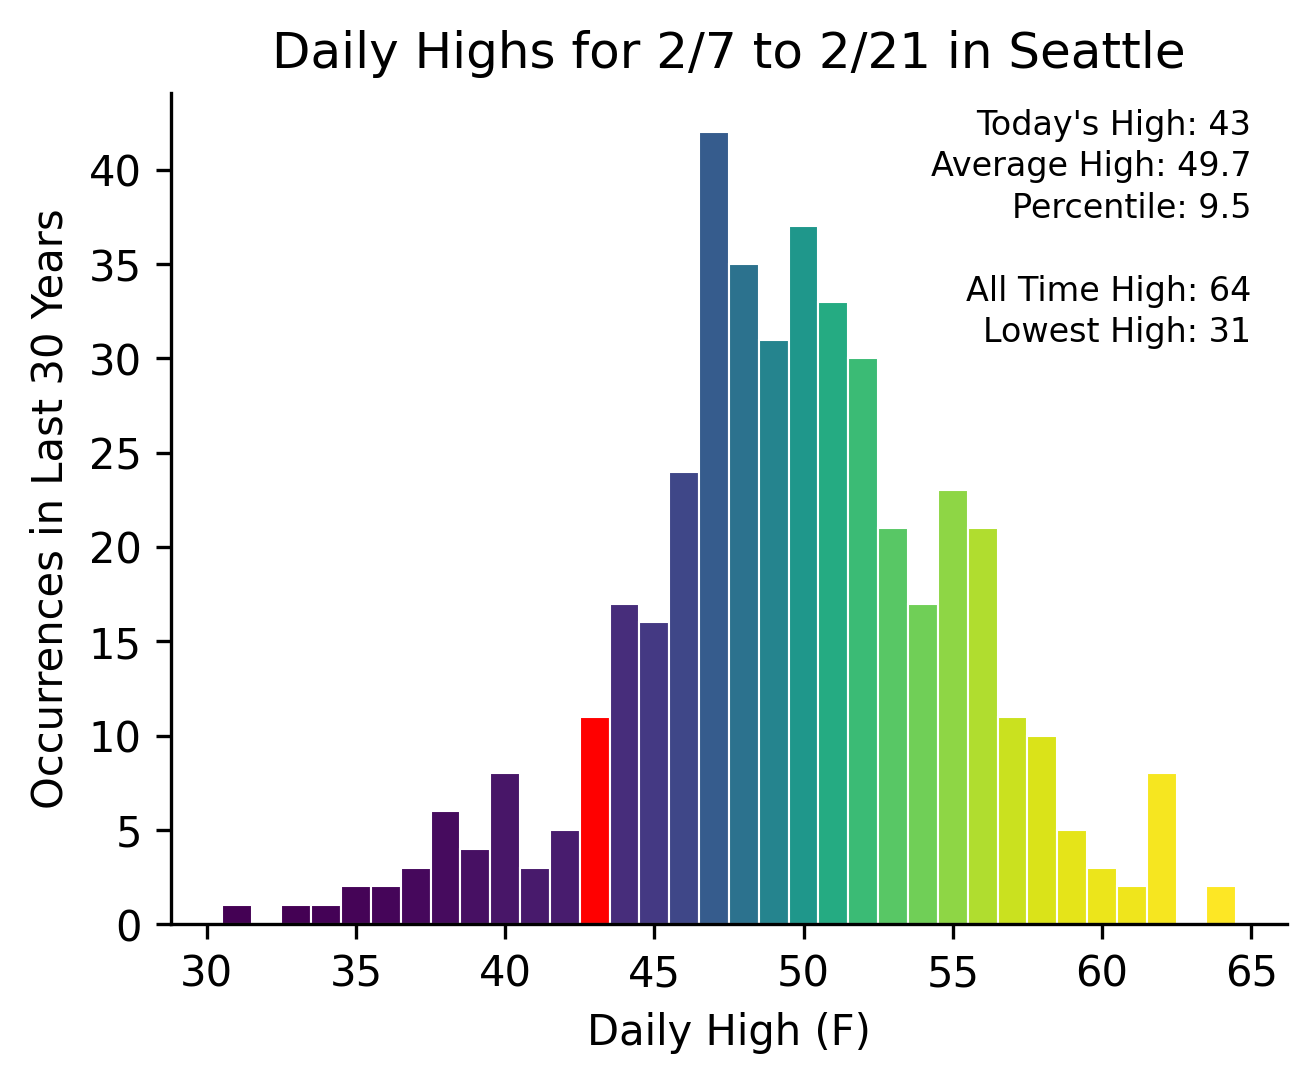 Daily Highs for 2/7 to 2/21 in Seattle
Today's High: 43
Average High: 49.7
Percentile: 9.5
All Time High: 64
Lowest High: 31
Occurrences in Last 30 Years
40
35
30
25
20
15
10
5
0
30 35 40 45 50 55 60 65
Daily High (F)